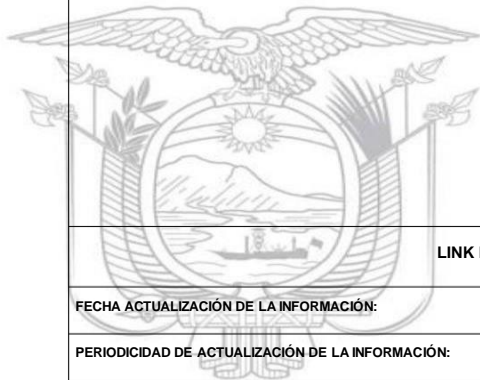 LINK
FECHA ACTUALIZACIÓN DE LA INFORMACIÓN:
PERIODICIDAD DE ACTUALIZACIÓN DE LA INFORMACIÓN: